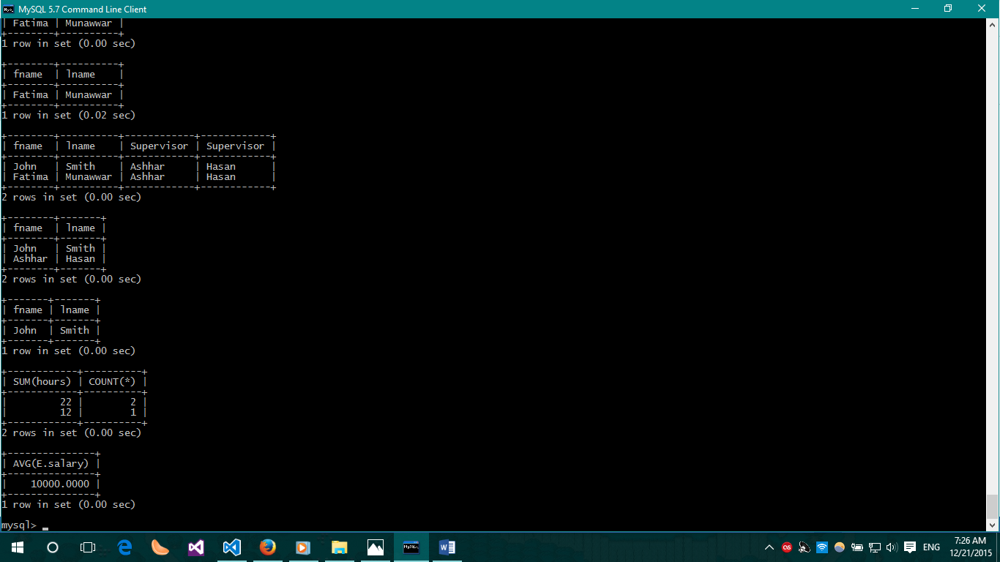 MySQL 5.7 Command Line Client
| Fatima | Munawwar |
+--------+----------+
1 row in set (0.00 sec)
+--------+----------+
| fname  | lname    |
+--------+----------+
| Fatima | Munawwar |
+--------+----------+
1 row in set (0.02 sec)
+--------+----------+------------+------------+
| fname  | lname    | Supervisor | Supervisor |
+--------+----------+------------+------------+
| John   | Smith    | Ashhar     | Hasan      |
| Fatima | Munawwar | Ashhar     | Hasan      |
+--------+----------+------------+------------+
2 rows in set (0.00 sec)
+--------+-------+
| fname  | lname |
+--------+-------+
| John   | Smith |
| Ashhar | Hasan |
+--------+-------+
2 rows in set (0.00 sec)
+-------+-------+
| fname | lname |
+-------+-------+
| John  | Smith |
+-------+-------+
1 row in set (0.00 sec)
+------------+----------+
| SUM(hours) | COUNT(*) |
+------------+----------+
|         22 |        2 |
|         12 |        1 |
+------------+----------+
2 rows in set (0.00 sec)
+---------------+
| AVG(E.salary) |
+---------------+
|    10000.0000 |
+---------------+
1 row in set (0.00 sec)
mysql> _
MySQL
ENG
7:26 AM
12/21/2015